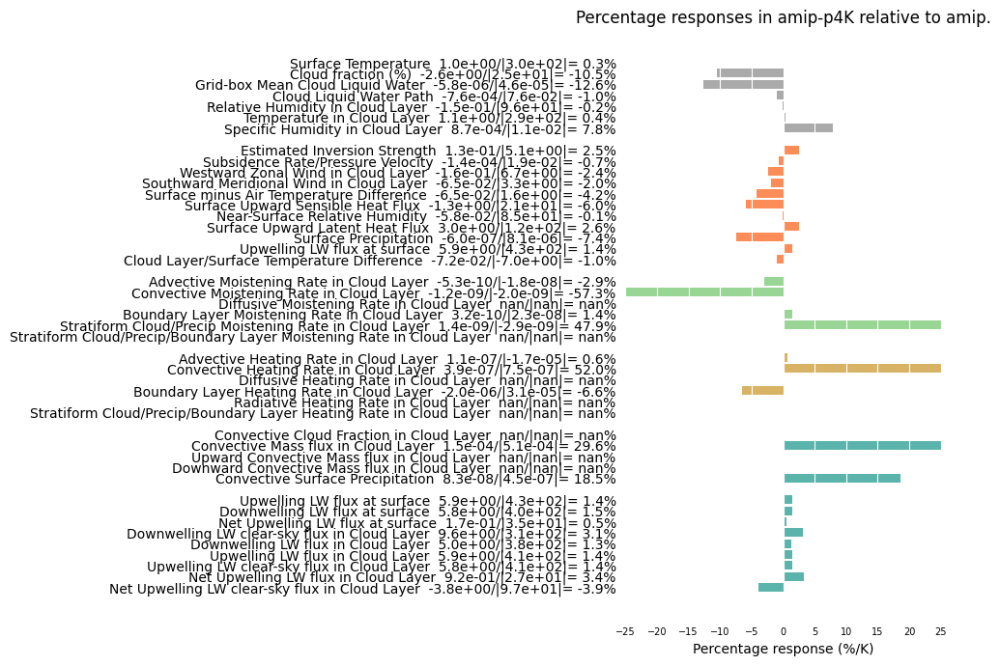 Percentage responses in amip-p4K relative to amip.
Surface Temperature  1.0e+00/|3.0e+02|= 0.3%
Cloud fraction (%)  -2.6e+00/|2.5e+01|= -10.5%
Grid-box Mean Cloud Liquid Water  -5.8e-06/|4.6e-05|= -12.6%
Cloud Liquid Water Path  -7.6e-04/|7.6e-02|= -1.0%
Relative Humidity in Cloud Layer  -1.5e-01/|9.6e+01|= -0.2%
Temperature in Cloud Layer  1.1e+00/|2.9e+02|= 0.4%
Specific Humidity in Cloud Layer  8.7e-04/|1.1e-02|= 7.8%
Estimated Inversion Strength  1.3e-01/|5.1e+00|= 2.5%
Subsidence Rate/Pressure Velocity  -1.4e-04/|1.9e-02|= -0.7%
Westward Zonal Wind in Cloud Layer  -1.6e-01/|6.7e+00|= -2.4%
Southward Meridional Wind in Cloud Layer  -6.5e-02/|3.3e+00|= -2.0%
Surface minus Air Temperature Difference  -6.5e-02/|1.6e+00|= -4.2%
Surface Upward Sensible Heat Flux  -1.3e+00/|2.1e+01|= -6.0%
Near-Surface Relative Humidity  -5.8e-02/|8.5e+01|= -0.1%
Surface Upward Latent Heat Flux  3.0e+00/|1.2e+02|= 2.6%
Surface Precipitation  -6.0e-07/|8.1e-06|= -7.4%
Upwelling LW flux at surface  5.9e+00/|4.3e+02|= 1.4%
Cloud Layer/Surface Temperature Difference  -7.2e-02/|-7.0e+00|= -1.0%
Advective Moistening Rate in Cloud Layer  -5.3e-10/|-1.8e-08|= -2.9%
Convective Moistening Rate in Cloud Layer  -1.2e-09/|-2.0e-09|= -57.3%
Diffusive Moistening Rate in Cloud Layer  nan/|nan|= nan%
Boundary Layer Moistening Rate in Cloud Layer  3.2e-10/|2.3e-08|= 1.4%
Stratiform Cloud/Precip Moistening Rate in Cloud Layer  1.4e-09/|-2.9e-09|= 47.9%
Stratiform Cloud/Precip/Boundary Layer Moistening Rate in Cloud Layer  nan/|nan|= nan%
Advective Heating Rate in Cloud Layer  1.1e-07/|-1.7e-05|= 0.6%
Convective Heating Rate in Cloud Layer  3.9e-07/|7.5e-07|= 52.0%
Diffusive Heating Rate in Cloud Layer  nan/|nan|= nan%
Boundary Layer Heating Rate in Cloud Layer  -2.0e-06/|3.1e-05|= -6.6%
Radiative Heating Rate in Cloud Layer  nan/|nan|= nan%
Stratiform Cloud/Precip/Boundary Layer Heating Rate in Cloud Layer  nan/|nan|= nan%
Convective Cloud Fraction in Cloud Layer  nan/|nan|= nan%
Convective Mass flux in Cloud Layer  1.5e-04/|5.1e-04|= 29.6%
Upward Convective Mass flux in Cloud Layer  nan/|nan|= nan%
Downward Convective Mass flux in Cloud Layer  nan/|nan|= nan%
Convective Surface Precipitation  8.3e-08/|4.5e-07|= 18.5%
Upwelling LW flux at surface  5.9e+00/|4.3e+02|= 1.4%
Downwelling LW flux at surface  5.8e+00/|4.0e+02|= 1.5%
Net Upwelling LW flux at surface  1.7e-01/|3.5e+01|= 0.5%
Downwelling LW clear-sky flux in Cloud Layer  9.6e+00/|3.1e+02|= 3.1%
Downwelling LW flux in Cloud Layer  5.0e+00/|3.8e+02|= 1.3%
Upwelling LW flux in Cloud Layer  5.9e+00/|4.1e+02|= 1.4%
Upwelling LW clear-sky flux in Cloud Layer  5.8e+00/|4.1e+02|= 1.4%
Net Upwelling LW flux in Cloud Layer  9.2e-01/|2.7e+01|= 3.4%
Net Upwelling LW clear-sky flux in Cloud Layer  -3.8e+00/|9.7e+01|= -3.9%
−25 −20 −15 −10 −5 0 5 10 15 20 25
Percentage response (%/K)